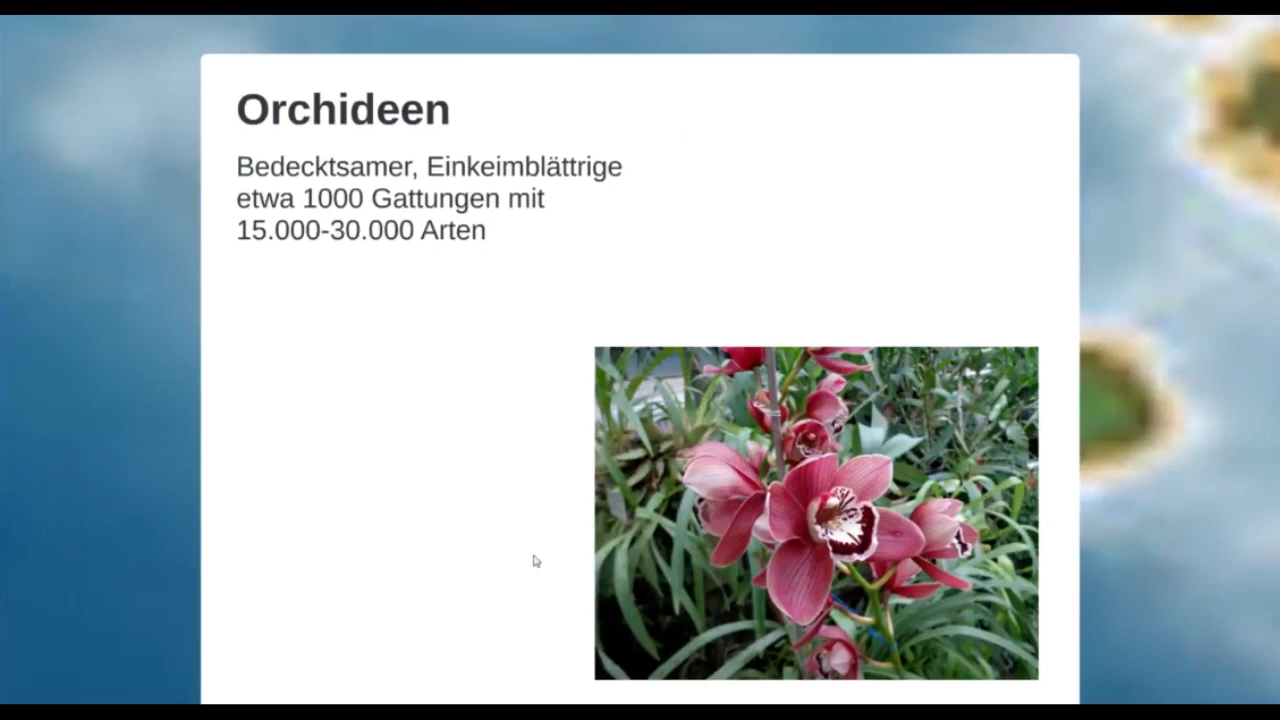 Orchideen
Bedecktsamer, Einkeimblättrige
etwa 1000 Gattungen mit
15.000-30.000 Arten